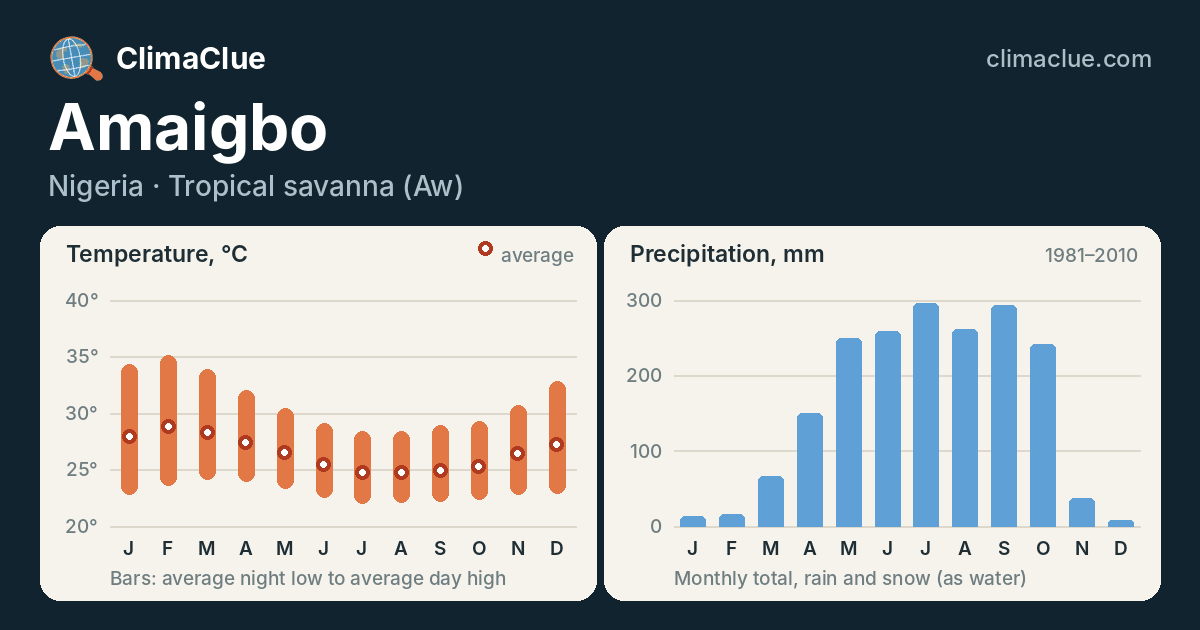 ClimaClue
climaclue.com
Amaigbo
Nigeria · Tropical savanna (Aw)
Temperature, °C
average
40°
35°
30°
25°
20°
J F M A M J J A S O N D
Bars: average night low to average day high
Precipitation, mm
1981–2010
300
200
100
0
J F M A M J J A S O N D
Monthly total, rain and snow (as water)